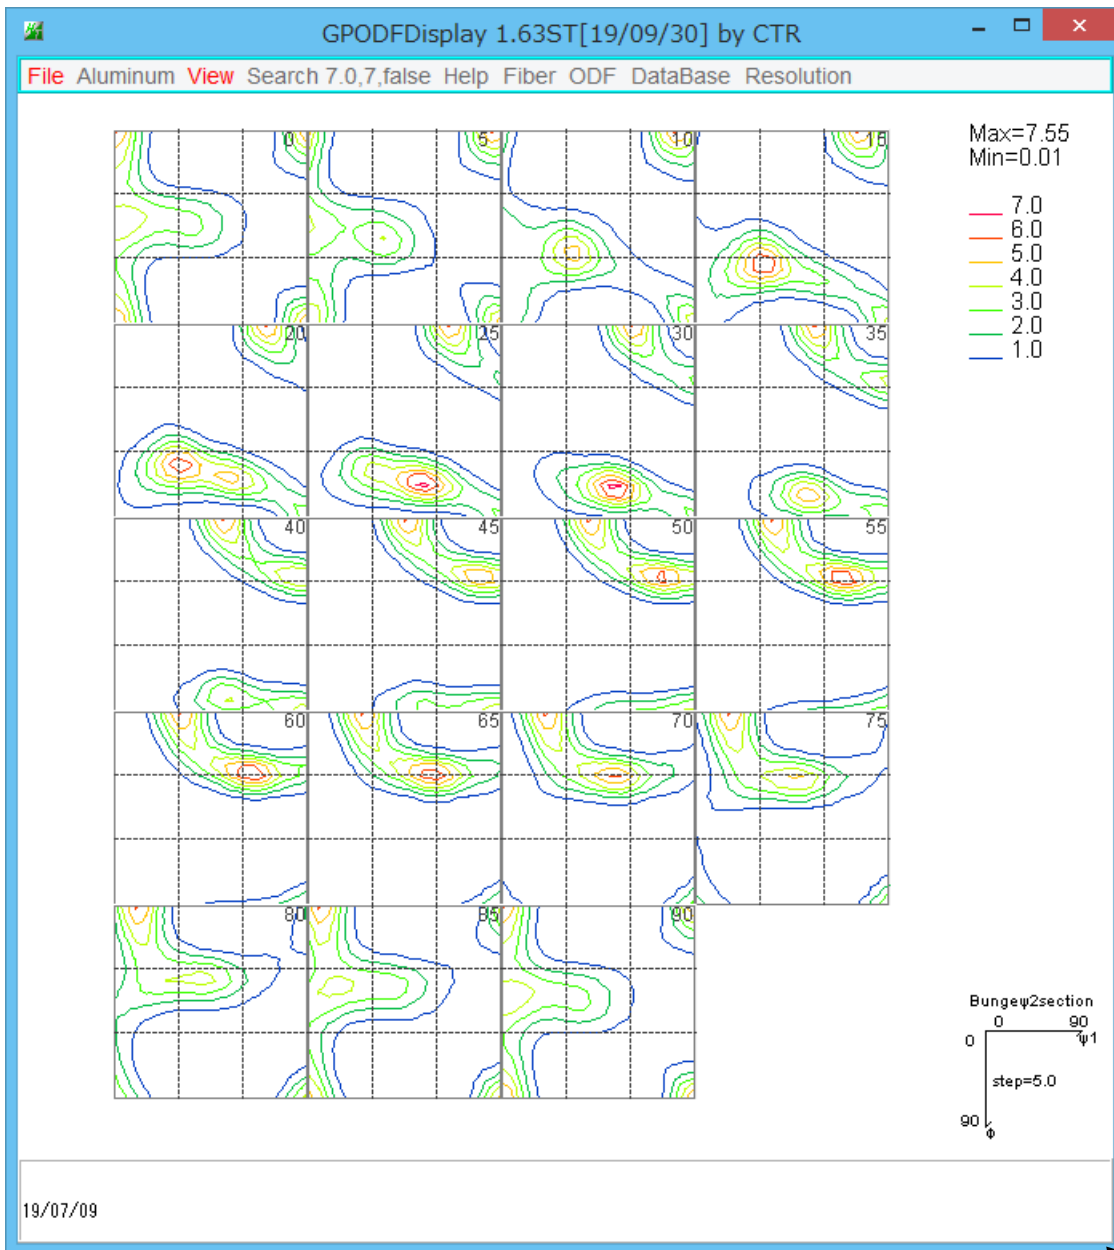 GPODFDisplay 1.63ST[19/09/30] by CTR
File Aluminum View Search 7.0,7,false Help Fiber ODF DataBase Resolution
0 5 10 15
Max=7.55
Min=0.01
7.0
6.0
5.0
4.0
3.0
2.0
1.0
20 25 30 35
40 45 50 55
60 65 70 75
80 85 90
Bungeψ2section
0 90
0 ψ1
step=5.0
90
Φ
19/07/09